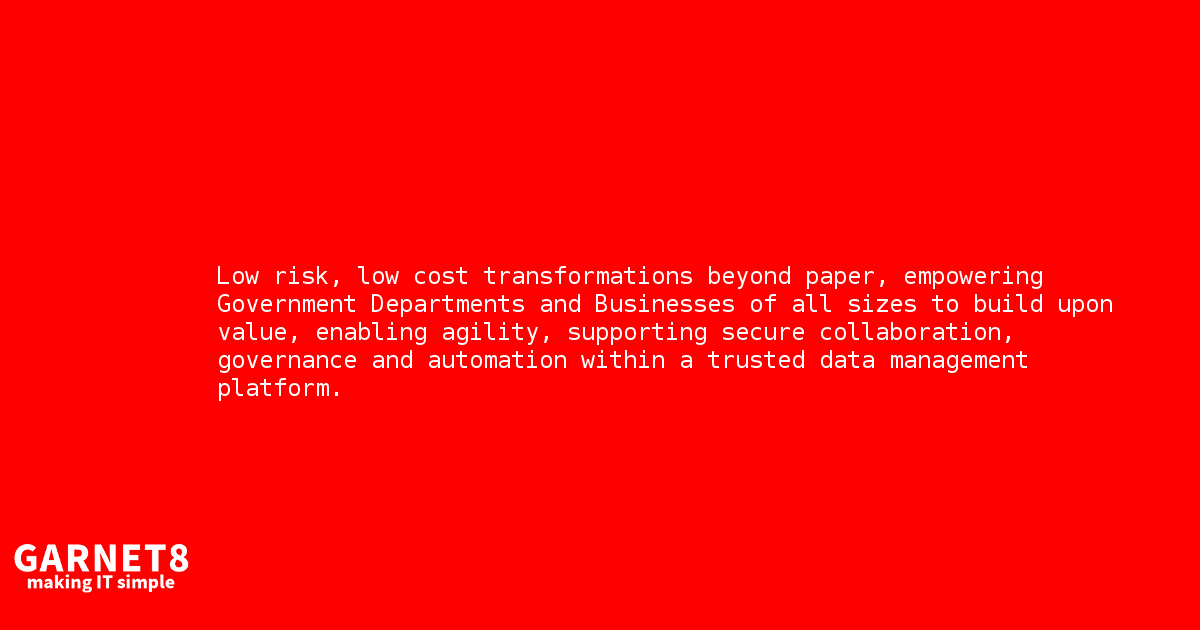 Low risk, low cost transformations beyond paper, empowering
Government Departments and Businesses of all sizes to build upon
value, enabling agility, supporting secure collaboration,
governance and automation within a trusted data management
platform.
GARNET8
making IT simple